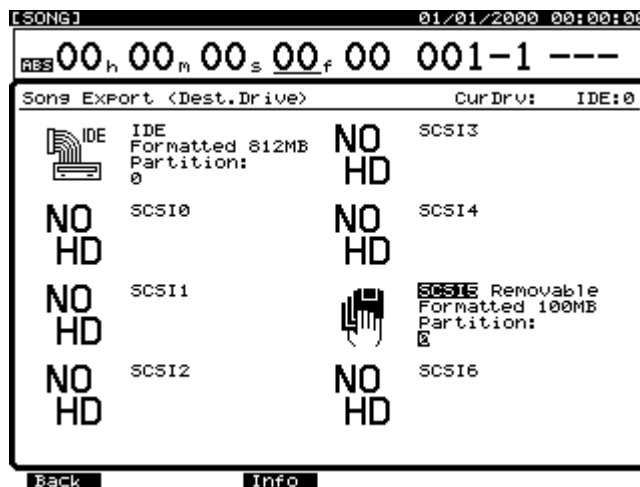 [SONG] 01/01/2000 00:00:00
ABS 00h 00m 00s 00f 00 001-1 ---
Song Export (Dest.Drive) CurDrv: IDE:0
IDE
IDE
Formatted 812MB
Partition:
0
NO HD
SCSI3
NO HD
SCSI0
NO HD
SCSI4
NO HD
SCSI1
SCSI5 Removable
Formatted 100MB
Partition:
0
NO HD
SCSI2
NO HD
SCSI6
Back Info